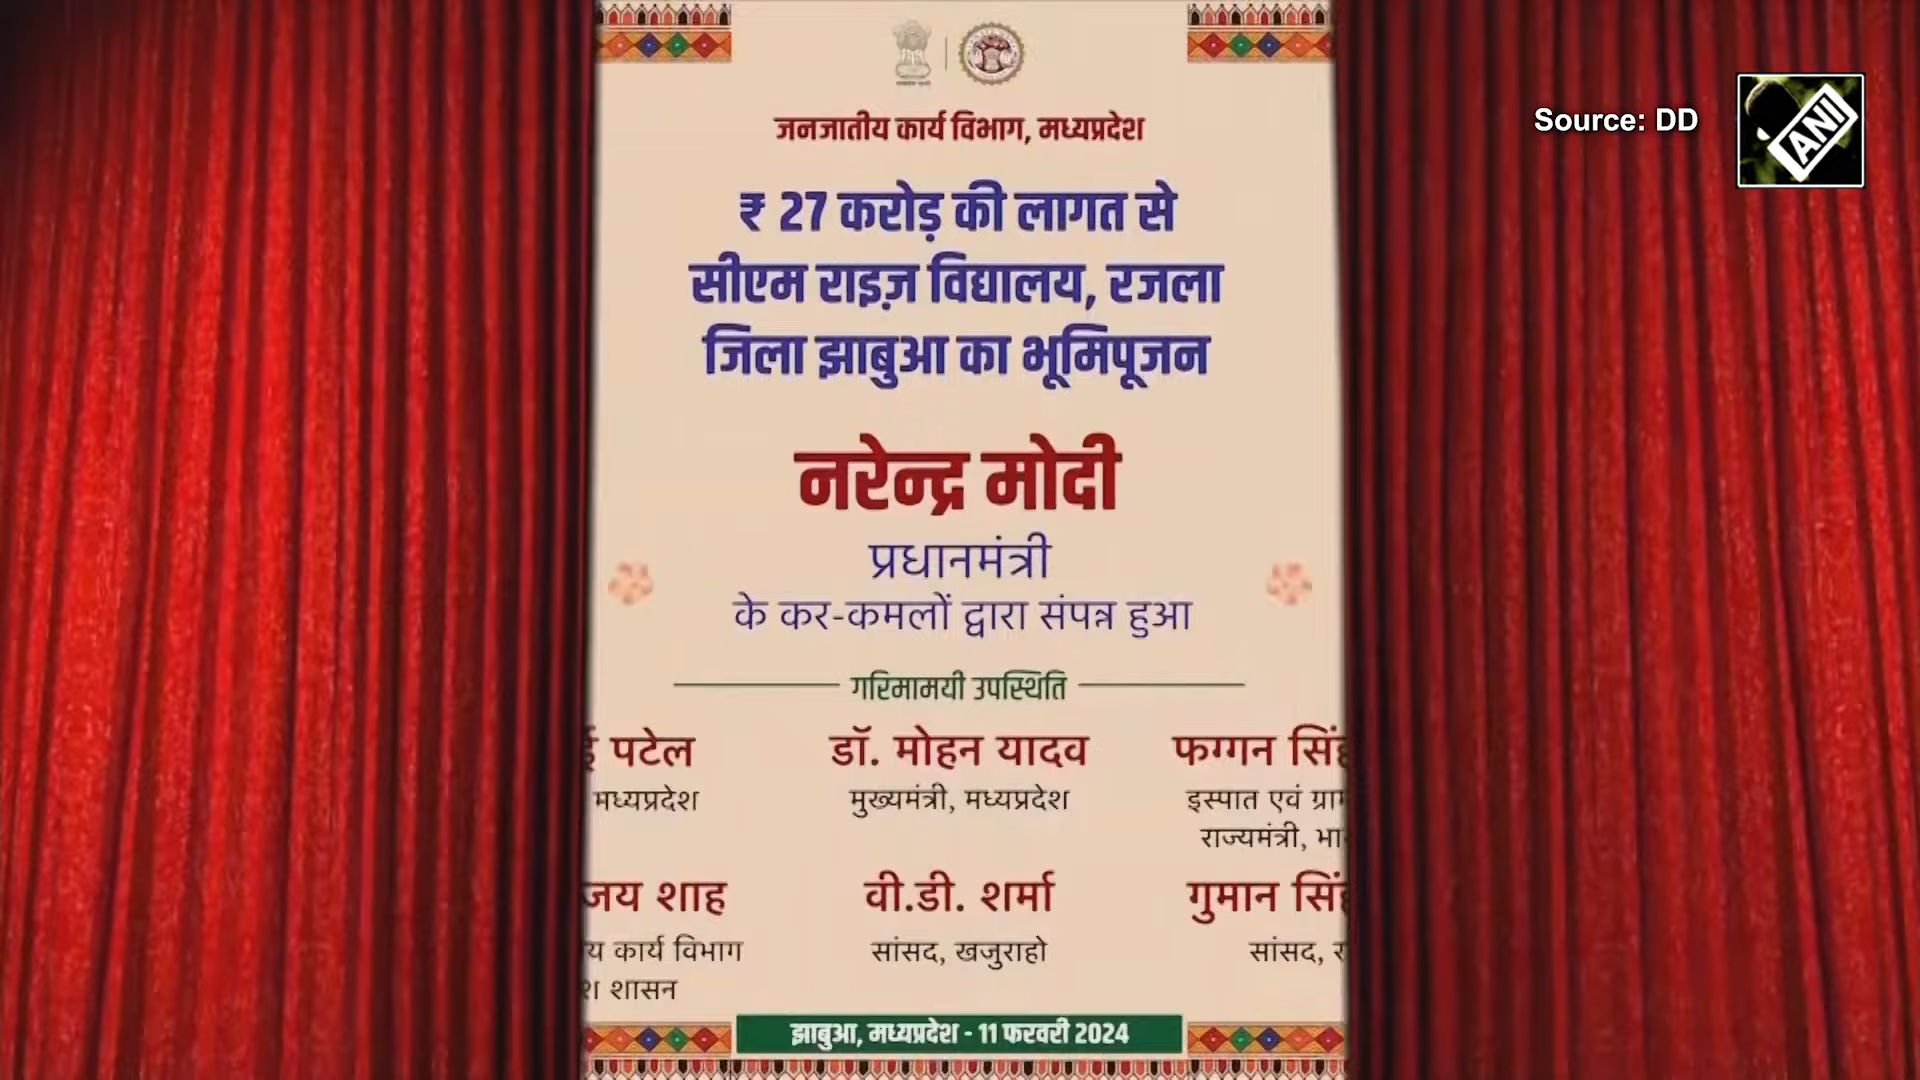 जनजातीय कार्य विभाग, मध्यप्रदेश
Source: DD
ANI
₹ 27 करोड़ की लागत से
सीएम राइज़ विद्यालय, रजला
जिला झाबुआ का भूमिपूजन
नरेन्द्र मोदी
प्रधानमंत्री
के कर-कमलों द्वारा संपन्न हुआ
गरिमामयी उपस्थिति
पटेल डॉ. मोहन यादव फग्गन
मध्यप्रदेश मुख्यमंत्री, मध्यप्रदेश इस्पात एवं
राज्यमंत्री,
शाह वी.डी. शर्मा गुमान
कार्य विभाग सांसद, खजुराहो सांसद,
शासन
झाबुआ, मध्यप्रदेश - 11 फरवरी 2024